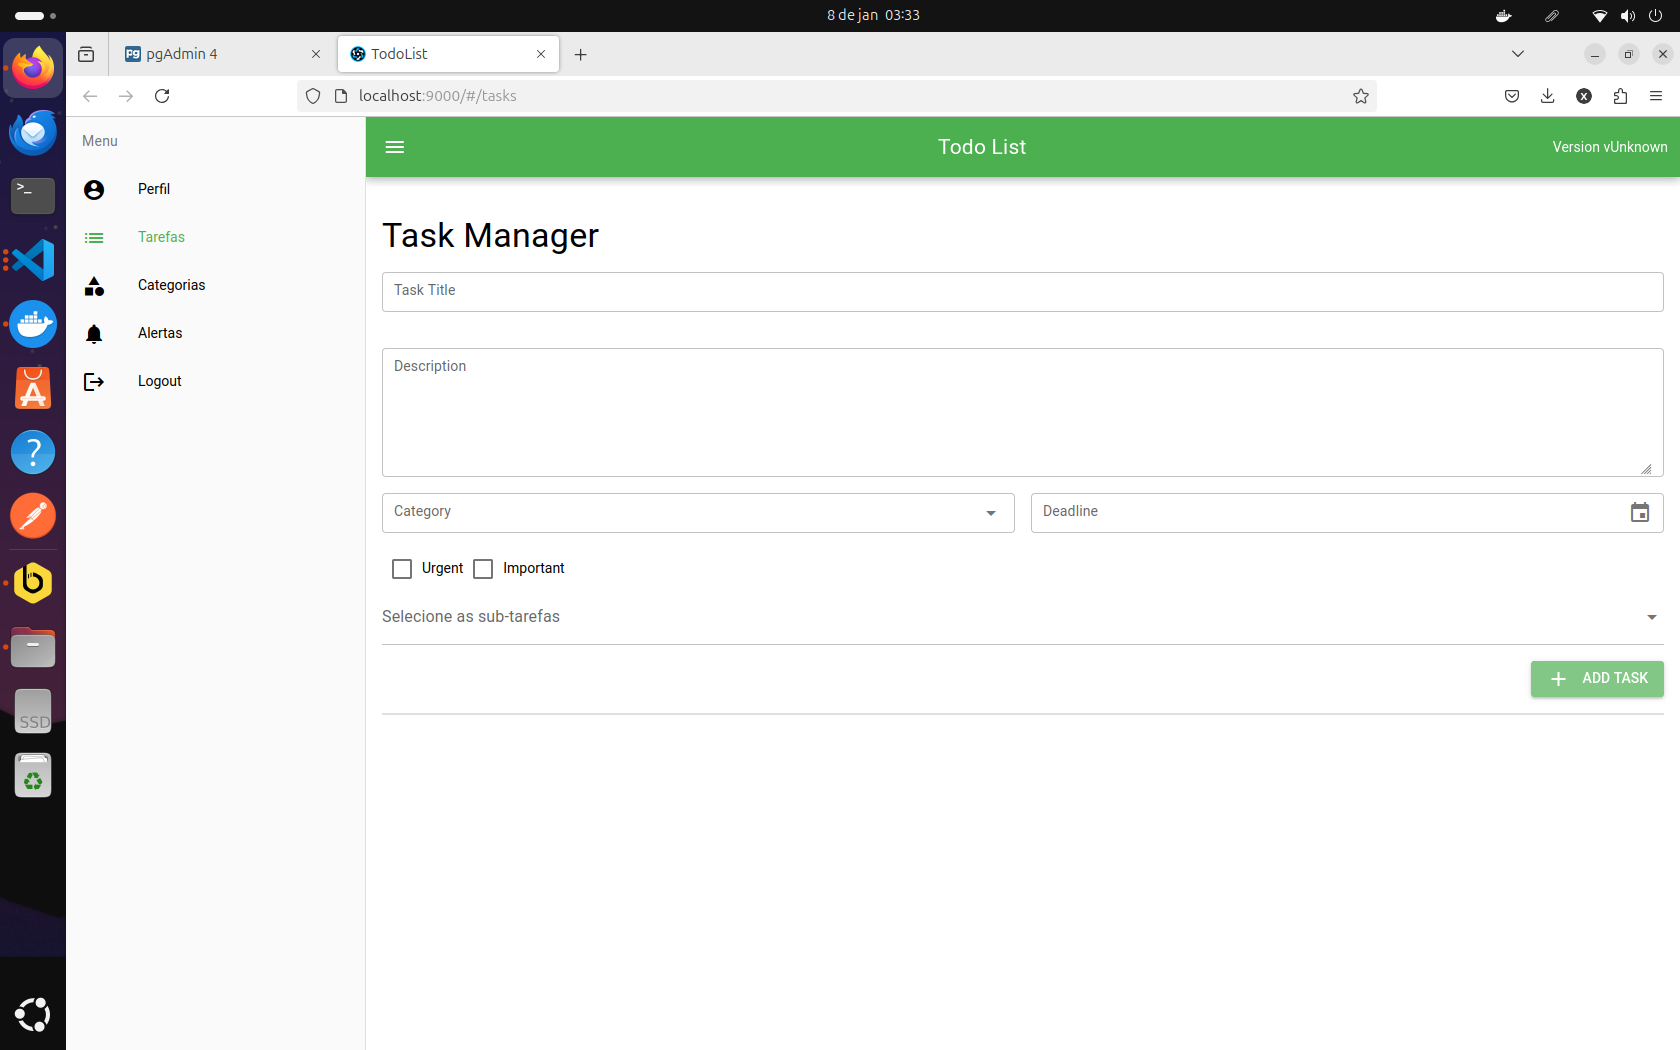 8 de jan 03:33
pgAdmin 4
TodoList
localhost:9000/#/tasks
Menu
Perfil
Tarefas
Categorias
Alertas
Logout
Todo List
Version vUnknown
Task Manager
Task Title
Description
Category
Deadline
Urgent
Important
Selecione as sub-tarefas
ADD TASK
SSD